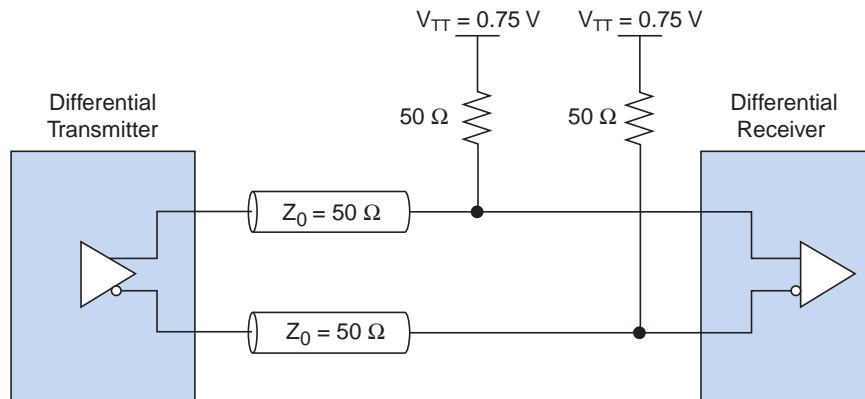 V_TT = 0.75 V V_TT = 0.75 V
Differential
Transmitter
50 Ω
50 Ω
Differential
Receiver
Z_0 = 50 Ω
Z_0 = 50 Ω